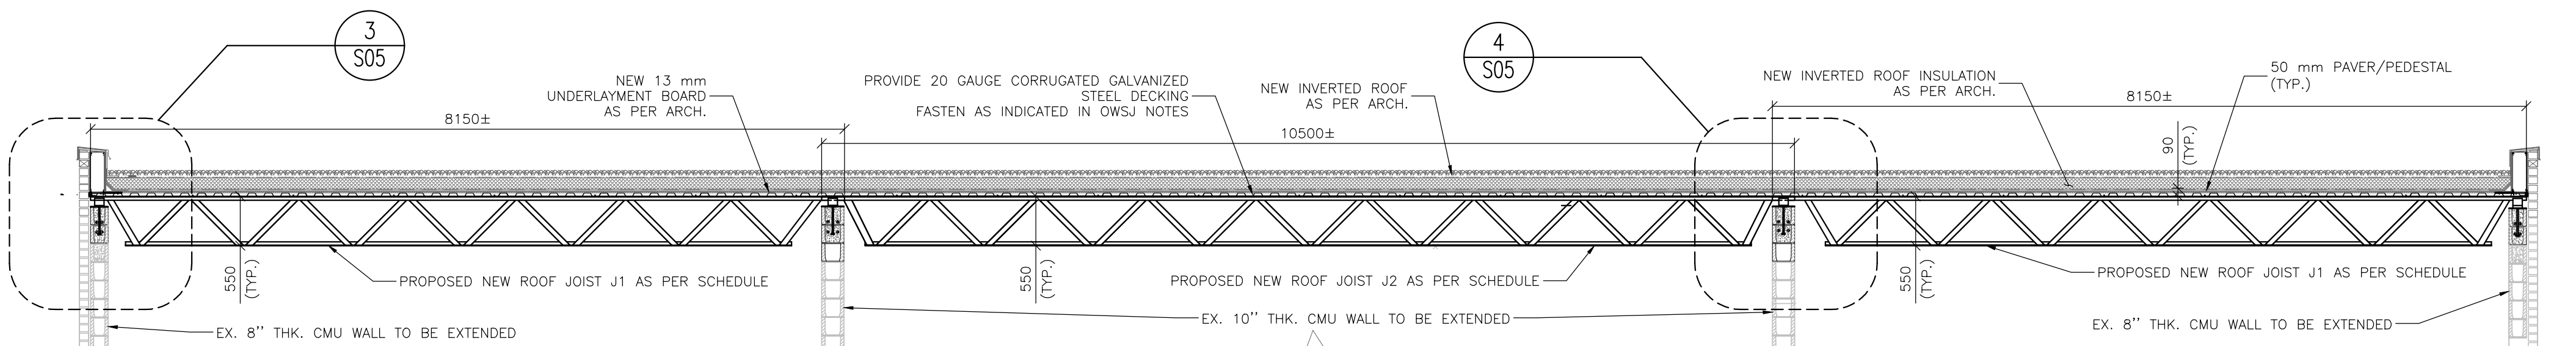 3
S05
NEW 13 mm
UNDERLAYMENT BOARD
AS PER ARCH.
PROVIDE 20 GAUGE CORRUGATED GALVANIZED
STEEL DECKING
FASTEN AS INDICATED IN OWSJ NOTES
NEW INVERTED ROOF
AS PER ARCH.
4
S05
NEW INVERTED ROOF INSULATION
AS PER ARCH.
50 mm PAVER/PEDESTAL
(TYP.)
8150±
10500±
8150±
90
(TYP.)
550
(TYP.)
PROPOSED NEW ROOF JOIST J1 AS PER SCHEDULE
550
(TYP.)
PROPOSED NEW ROOF JOIST J2 AS PER SCHEDULE
550
(TYP.)
PROPOSED NEW ROOF JOIST J1 AS PER SCHEDULE
EX. 8'' THK. CMU WALL TO BE EXTENDED
EX. 10'' THK. CMU WALL TO BE EXTENDED
EX. 8'' THK. CMU WALL TO BE EXTENDED